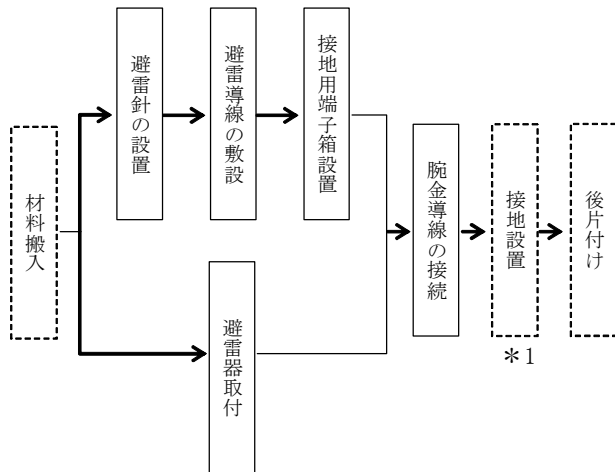 材料搬入
避雷針の設置
避雷導線の敷設
接地用端子箱設置
避雷器取付
腕金導線の接続
接地設置
＊1
後片付け